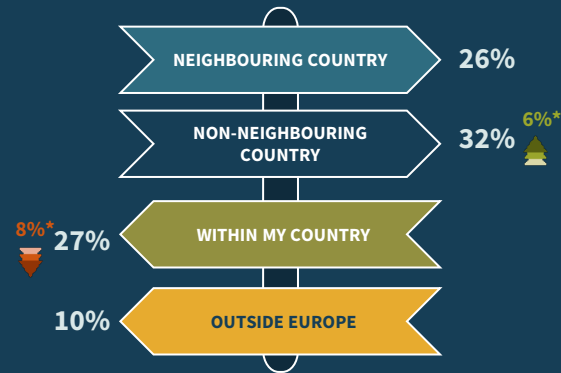 NEIGHBOURING COUNTRY
26%
6%*
NON-NEIGHBOURING
COUNTRY
32%
8%*
27%
WITHIN MY COUNTRY
10%
OUTSIDE EUROPE